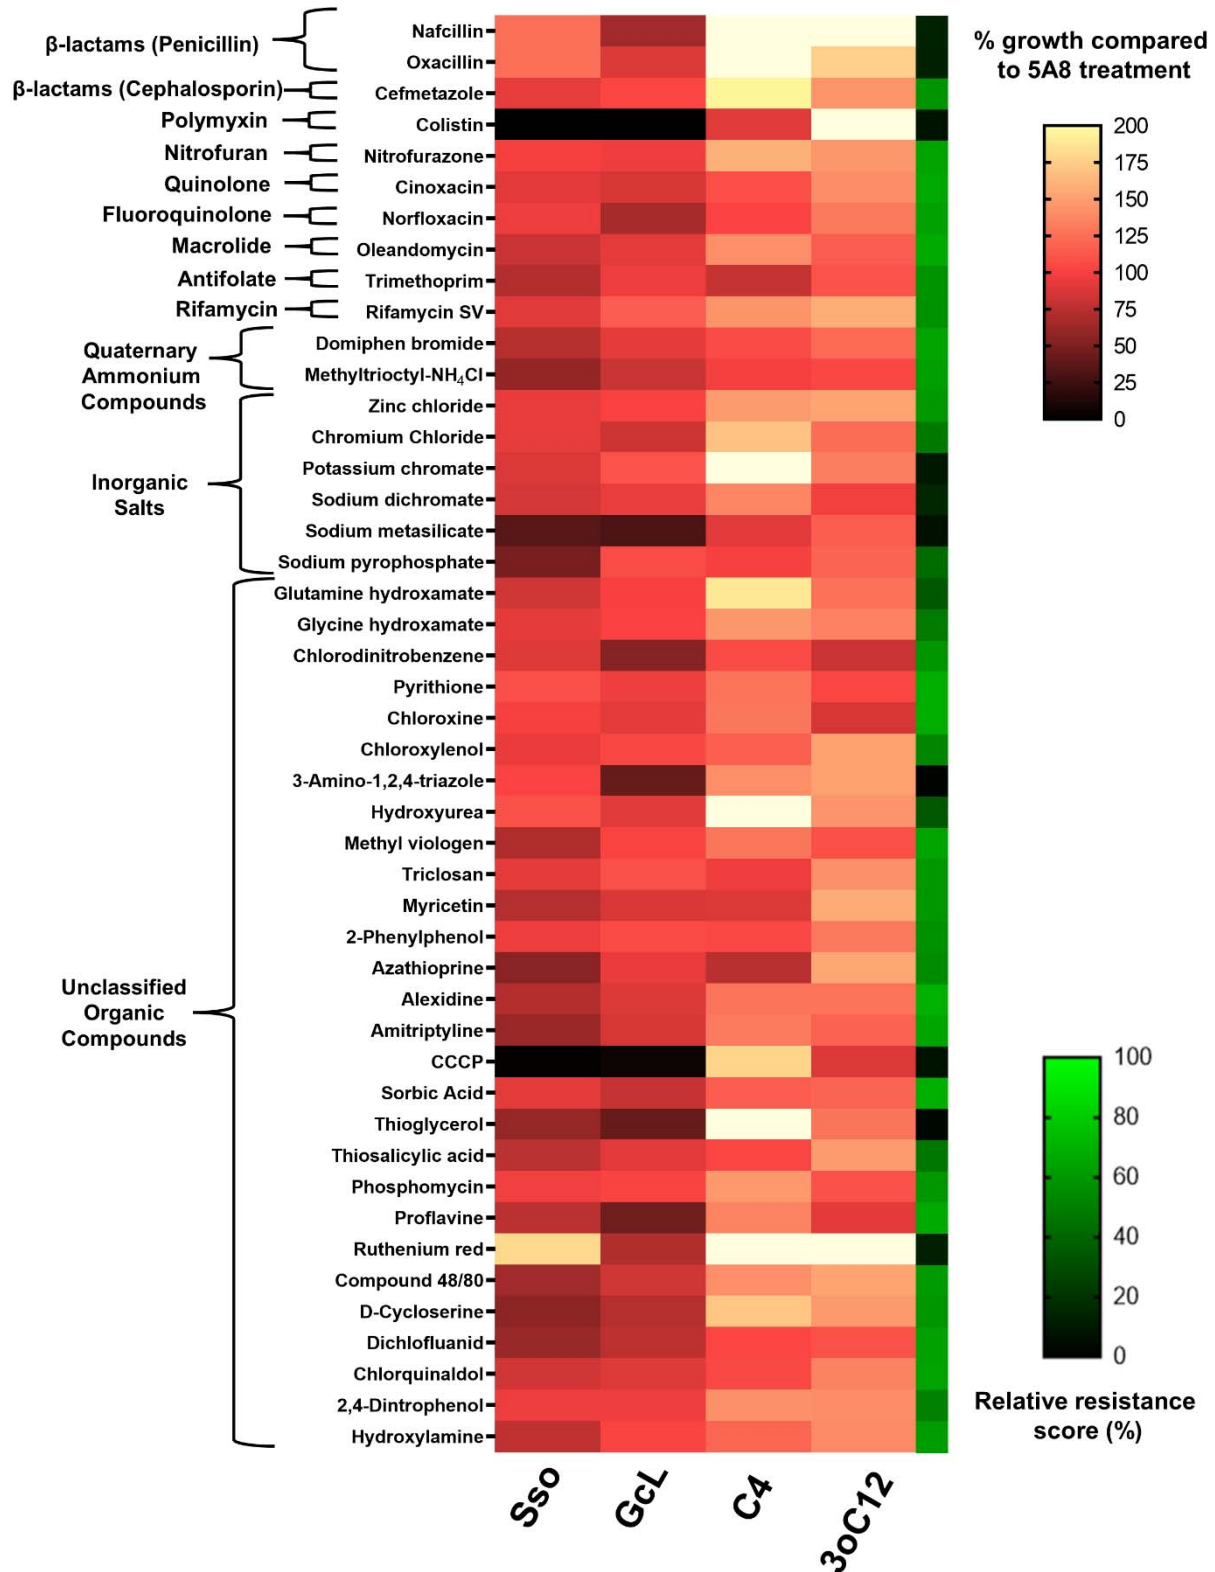 β-lactams (Penicillin)
β-lactams (Cephalosporin)
Polymyxin
Nitrofuran
Quinolone
Fluoroquinolone
Macrolide
Antifolate
Rifamycin
Quaternary
Ammonium
Compounds
Inorganic
Salts
Unclassified
Organic
Compounds
Nafcillin
Oxacillin
Cefmetazole
Colistin
Nitrofurazone
Cinoxacin
Norfloxacin
Oleandomycin
Trimethoprim
Rifamycin SV
Domiphen bromide
Methyltrioctyl-NH₄Cl
Zinc chloride
Chromium Chloride
Potassium chromate
Sodium dichromate
Sodium metasilicate
Sodium pyrophosphate
Glutamine hydroxamate
Glycine hydroxamate
Chlorodinitrobenzene
Pyrithione
Chloroxine
Chloroxylenol
3-Amino-1,2,4-triazole
Hydroxyurea
Methyl viologen
Triclosan
Myricetin
2-Phenylphenol
Azathioprine
Alexidine
Amitriptyline
CCCP
Sorbic Acid
Thioglycerol
Thiosalicylic acid
Phosphomycin
Proflavine
Ruthenium red
Compound 48/80
D-Cycloserine
Dichlofluanid
Chlorquinaldol
2,4-Dintrophenol
Hydroxylamine
Sso
GcL
C4
3oC12
% growth compared
to 5A8 treatment
200
175
150
125
100
75
50
25
0
100
80
60
40
20
0
Relative resistance
score (%)